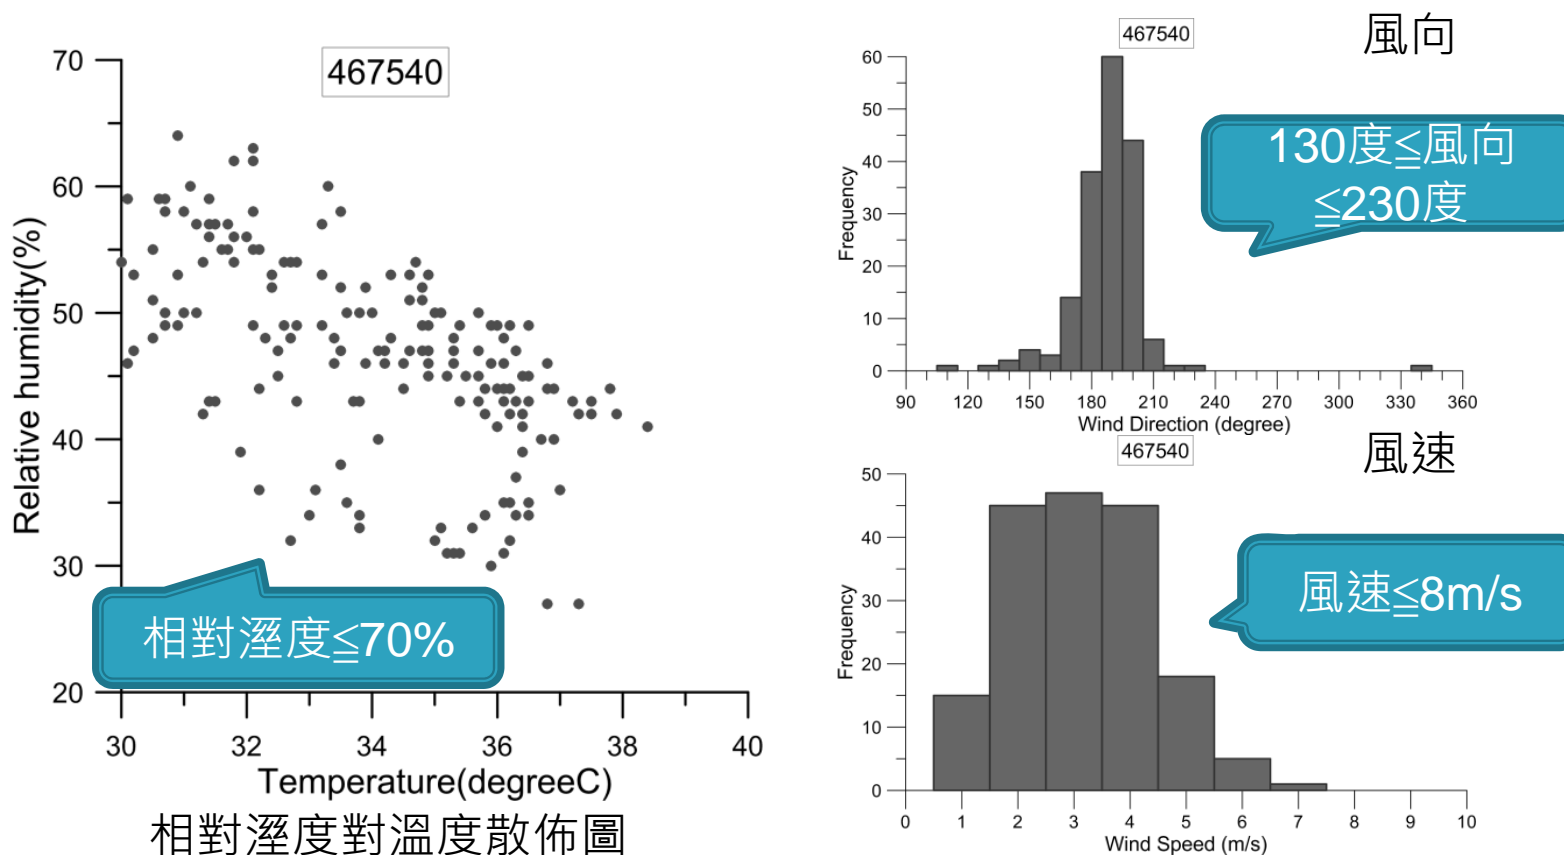 467540
70
60
50
40
30
20
Relative humidity(%)
30 32 34 36 38 40
Temperature(degreeC)
相對溼度≦70%
相對溼度對溫度散佈圖
風向
467540
60
50
40
30
20
10
0
Frequency
90 120 150 180 210 240 270 300 330 360
Wind Direction (degree)
130度≦風向
≦230度
風速
467540
50
40
30
20
10
0
Frequency
0 1 2 3 4 5 6 7 8 9 10
Wind Speed (m/s)
風速≦8m/s